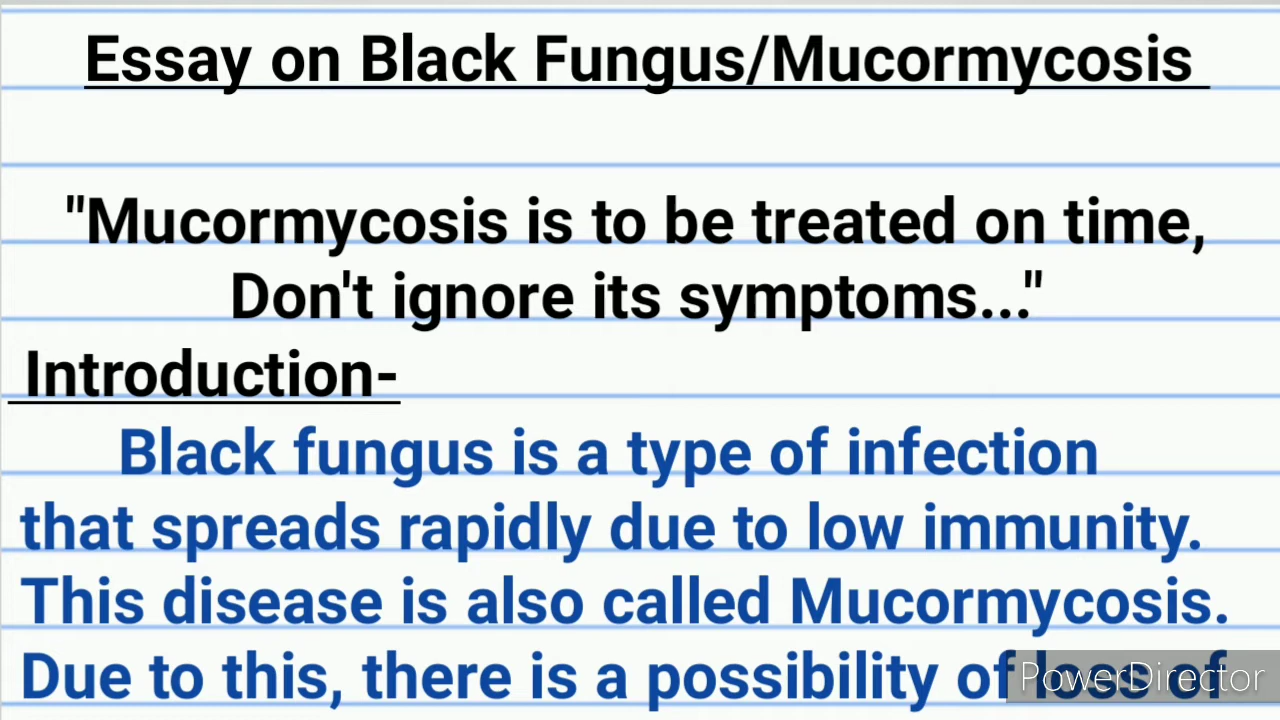 Essay on Black Fungus/Mucormycosis
"Mucormycosis is to be treated on time,
Don't ignore its symptoms..."
Introduction-
Black fungus is a type of infection
that spreads rapidly due to low immunity.
This disease is also called Mucormycosis.
Due to this, there is a possibility of loss of
PowerDirector